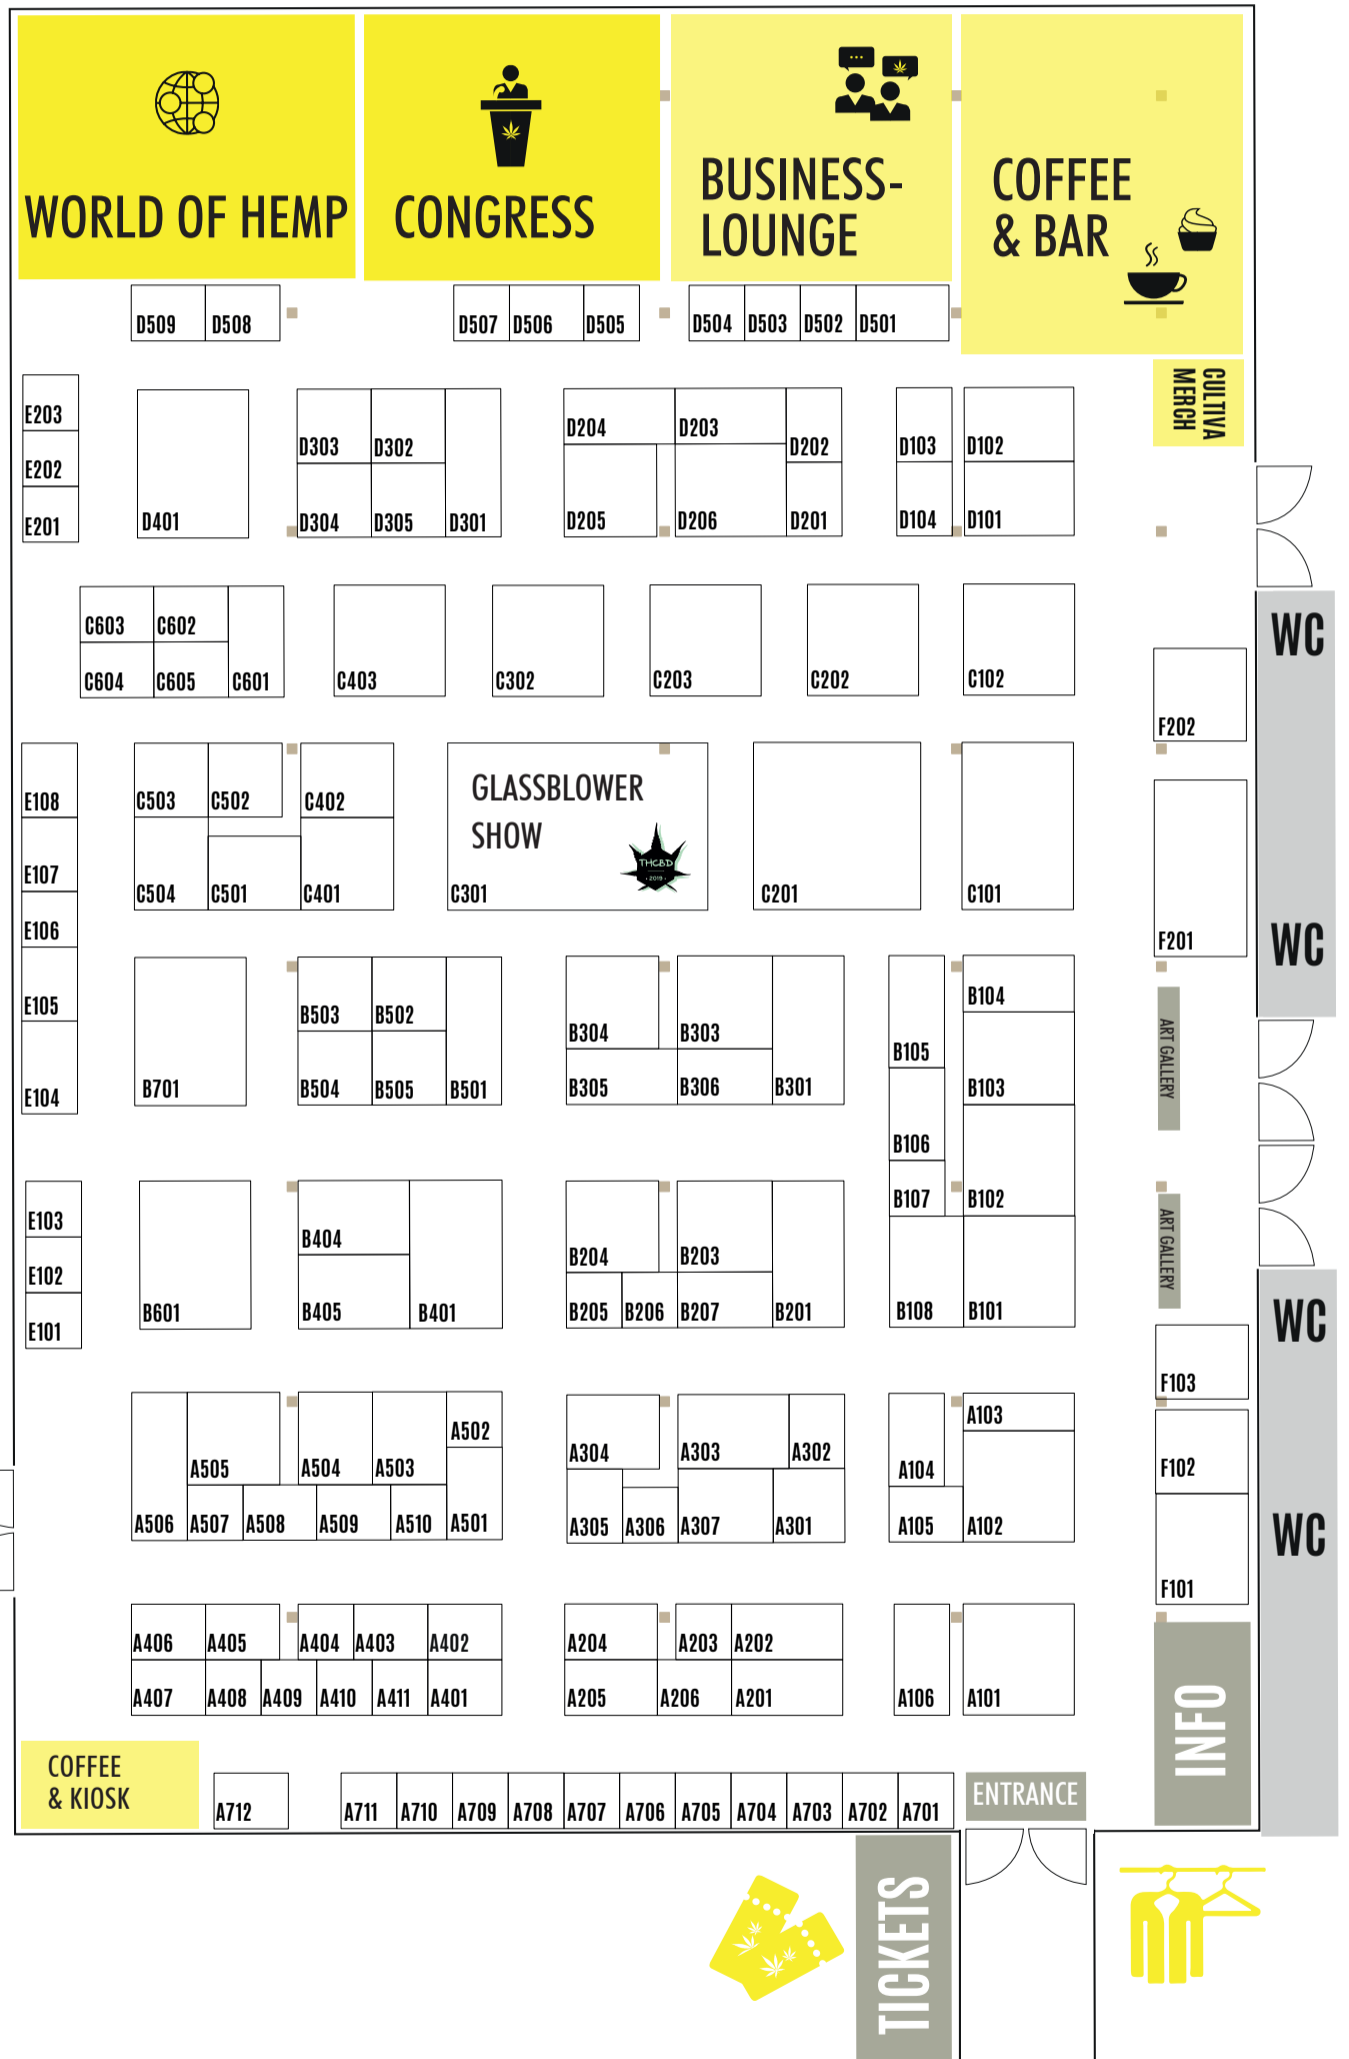 WORLD OF HEMP
CONGRESS
BUSINESS-
LOUNGE
COFFEE
& BAR
D509 D508
D507 D506 D505
D504 D503 D502 D501
CULTIVA
MERCH
E203
E202
E201
D401
D303 D302
D304 D305 D301
D204 D203
D202
D205 D206 D201
D103 D102
D104 D101
C603 C602
C604 C605 C601
C403
C302
C203
C202
C102
WC
F202
E108
E107
E106
E105
E104
C503 C502 C402
C504 C501 C401
GLASSBLOWER
SHOW
THCBD
2019
C301
C201
C101
F201
WC
B701
B503 B502
B504 B505 B501
B304 B303
B305 B306 B301
B104
B105
B103
B106
B107 B102
B108 B101
ART GALLERY
ART GALLERY
E103
E102
E101
B601
B404
B405 B401
B204 B203
B205 B206 B207 B201
WC
F103
F102
F101
WC
A502
A505 A504 A503
A506 A507 A508 A509 A510 A501
A304 A303 A302
A305 A306 A307 A301
A103
A104
A105 A102
A406 A405 A404 A403 A402
A407 A408 A409 A410 A411 A401
A204 A203 A202
A205 A206 A201
A106 A101
INFO
COFFEE
& KIOSK
A712
A711 A710 A709 A708 A707 A706 A705 A704 A703 A702 A701
ENTRANCE
TICKETS